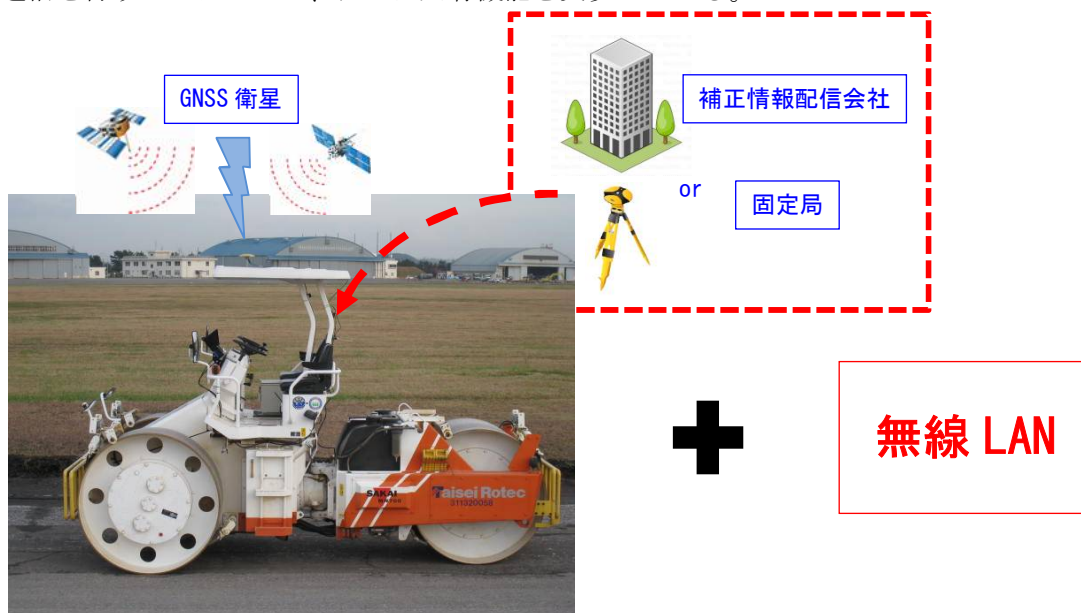 GNSS 衛星
補正情報配信会社
or
固定局
無線 LAN
SAKAI
Taisei Rotec
311320058